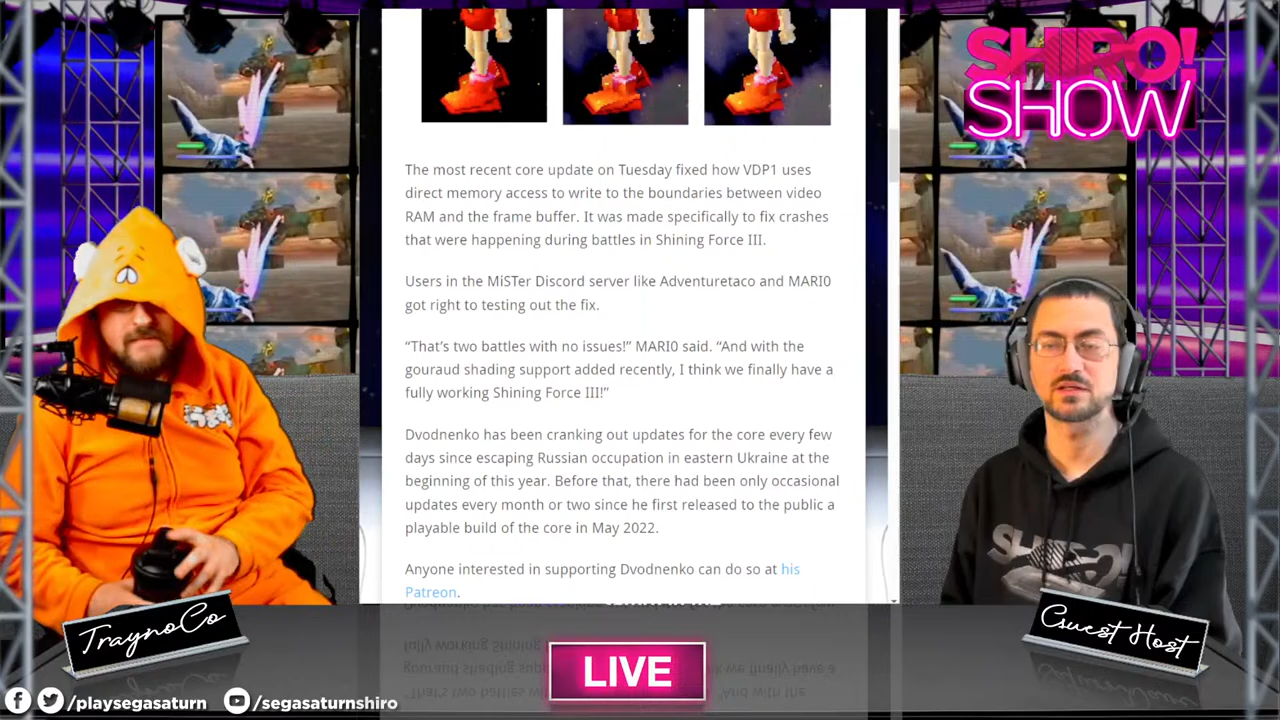 SHIRO!
SHOW
The most recent core update on Tuesday fixed how VDP1 uses
direct memory access to write to the boundaries between video
RAM and the frame buffer. It was made specifically to fix crashes
that were happening during battles in Shining Force III.
Users in the MiSTer Discord server like Adventuretaco and MARI0
got right to testing out the fix.
“That’s two battles with no issues!” MARI0 said. “And with the
gouraud shading support added recently, I think we finally have a
fully working Shining Force III!”
Dvodnenko has been cranking out updates for the core every few
days since escaping Russian occupation in eastern Ukraine at the
beginning of this year. Before that, there had been only occasional
updates every month or two since he first released to the public a
playable build of the core in May 2022.
Anyone interested in supporting Dvodnenko can do so at his
Patreon.
SHIRO!
TraynoCo
Guest Host
LIVE
/playsegasaturn
/segasaturnshiro